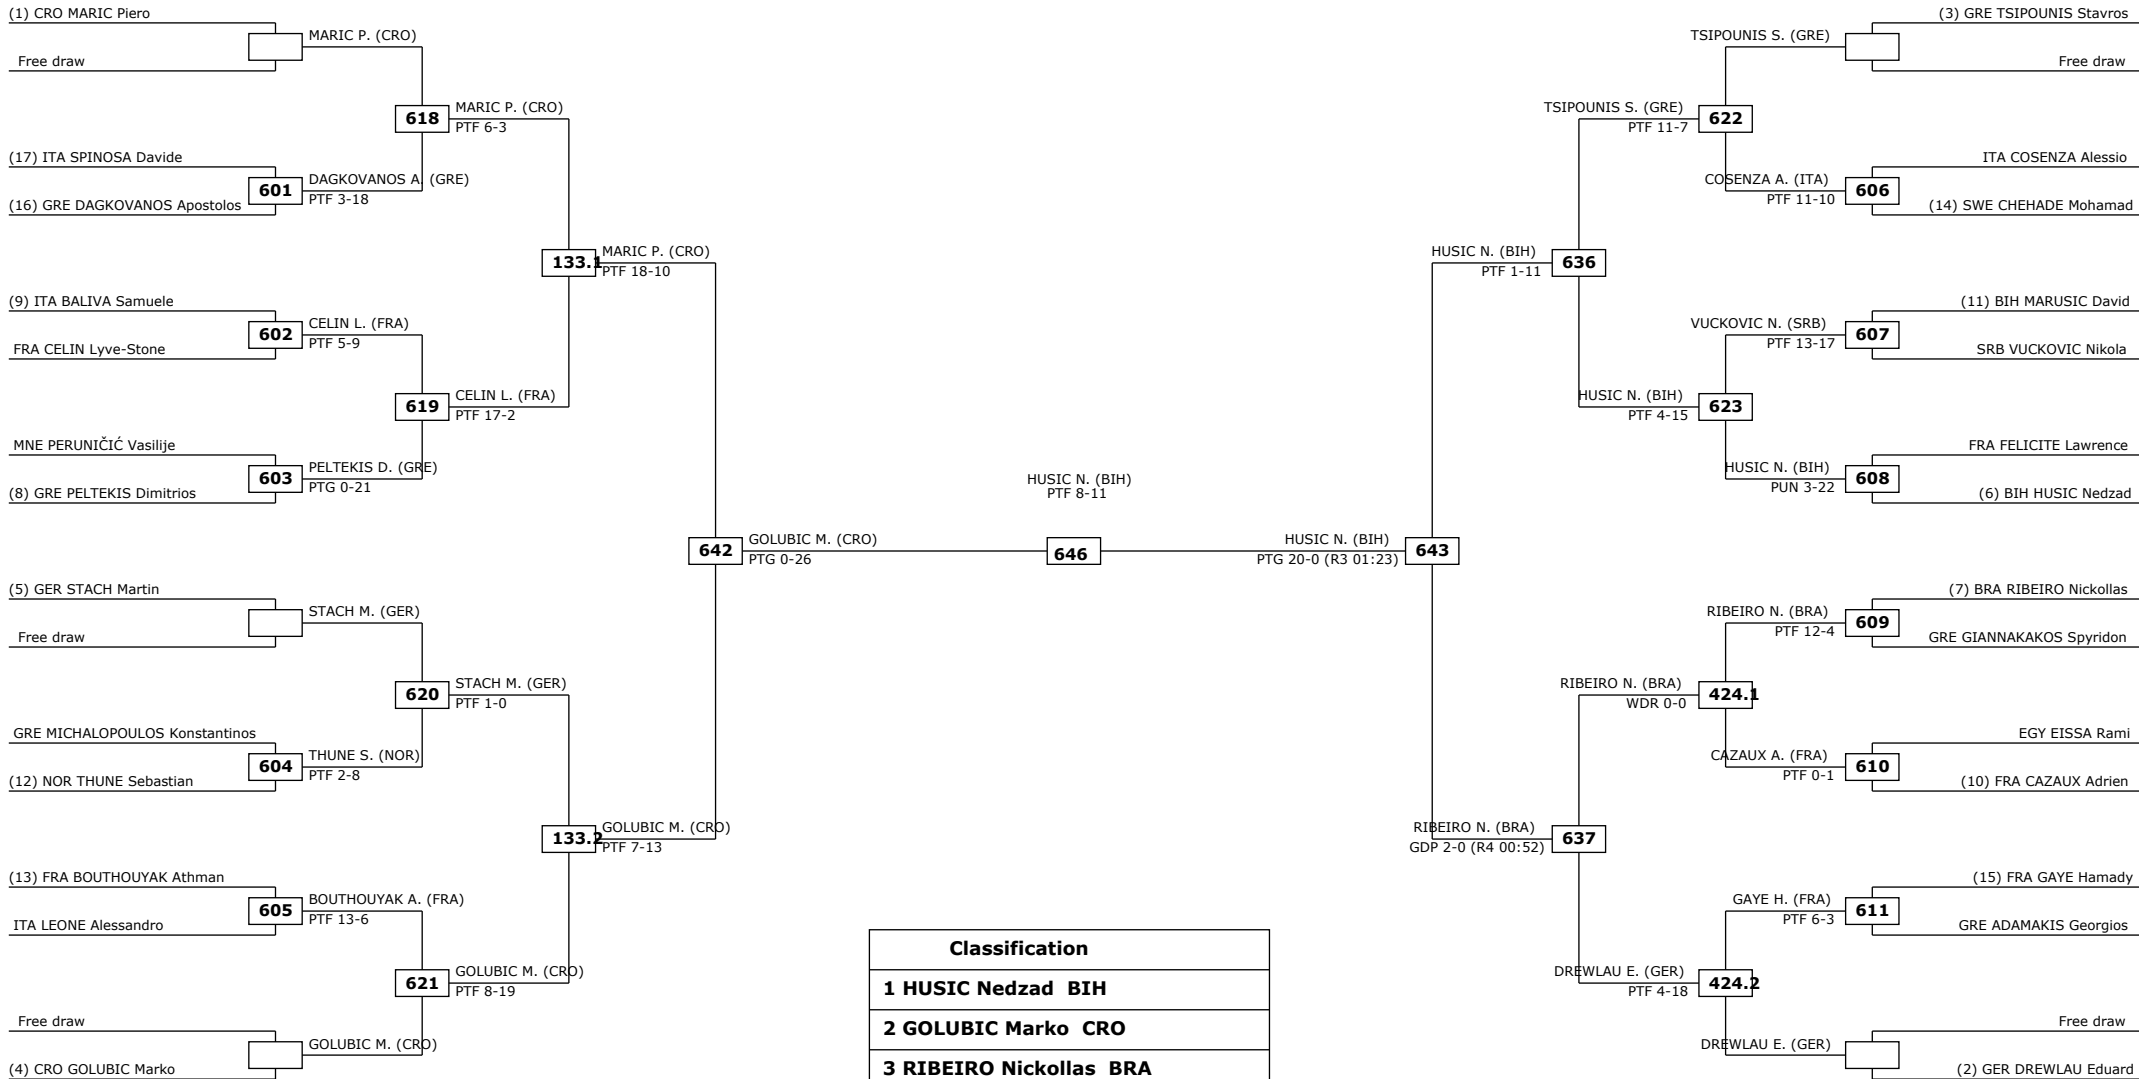 (1) CRO MARIC Piero
MARIC P. (CRO)
Free draw
618
MARIC P. (CRO)
PTF 6-3
(17) ITA SPINOSA Davide
601
DAGKOVANOS A. (GRE)
PTF 3-18
(16) GRE DAGKOVANOS Apostolos
133.1
MARIC P. (CRO)
PTF 18-10
(9) ITA BALIVA Samuele
602
CELIN L. (FRA)
PTF 5-9
FRA CELIN Lyve-Stone
619
CELIN L. (FRA)
PTF 17-2
MNE PERUNIČIĆ Vasilije
603
PELTEKIS D. (GRE)
PTG 0-21
(8) GRE PELTEKIS Dimitrios
642
GOLUBIC M. (CRO)
PTG 0-26
(5) GER STACH Martin
STACH M. (GER)
Free draw
620
STACH M. (GER)
PTF 1-0
GRE MICHALOPOULOS Konstantinos
604
THUNE S. (NOR)
PTF 2-8
(12) NOR THUNE Sebastian
133.2
GOLUBIC M. (CRO)
PTF 7-13
(13) FRA BOUTHOUYAK Athman
605
BOUTHOUYAK A. (FRA)
PTF 13-6
ITA LEONE Alessandro
621
GOLUBIC M. (CRO)
PTF 8-19
Free draw
GOLUBIC M. (CRO)
(4) CRO GOLUBIC Marko
HUSIC N. (BIH)
PTF 8-11
646
(3) GRE TSIPOUNIS Stavros
TSIPOUNIS S. (GRE)
Free draw
TSIPOUNIS S. (GRE)
PTF 11-7
622
ITA COSENZA Alessio
COSENZA A. (ITA)
PTF 11-10
606
(14) SWE CHEHADE Mohamad
HUSIC N. (BIH)
PTF 1-11
636
(11) BIH MARUSIC David
VUCKOVIC N. (SRB)
PTF 13-17
607
SRB VUCKOVIC Nikola
HUSIC N. (BIH)
PTF 4-15
623
FRA FELICITE Lawrence
HUSIC N. (BIH)
PUN 3-22
608
(6) BIH HUSIC Nedzad
HUSIC N. (BIH)
PTG 20-0 (R3 01:23)
643
(7) BRA RIBEIRO Nickollas
RIBEIRO N. (BRA)
PTF 12-4
609
GRE GIANNAKAKOS Spyridon
RIBEIRO N. (BRA)
WDR 0-0
424.1
EGY EISSA Rami
CAZAUX A. (FRA)
PTF 0-1
610
(10) FRA CAZAUX Adrien
RIBEIRO N. (BRA)
GDP 2-0 (R4 00:52)
637
(15) FRA GAYE Hamady
GAYE H. (FRA)
PTF 6-3
611
GRE ADAMAKIS Georgios
DREWLAU E. (GER)
PTF 4-18
424.2
Free draw
DREWLAU E. (GER)
(2) GER DREWLAU Eduard
Classification
1 HUSIC Nedzad BIH
2 GOLUBIC Marko CRO
3 RIBEIRO Nickollas BRA